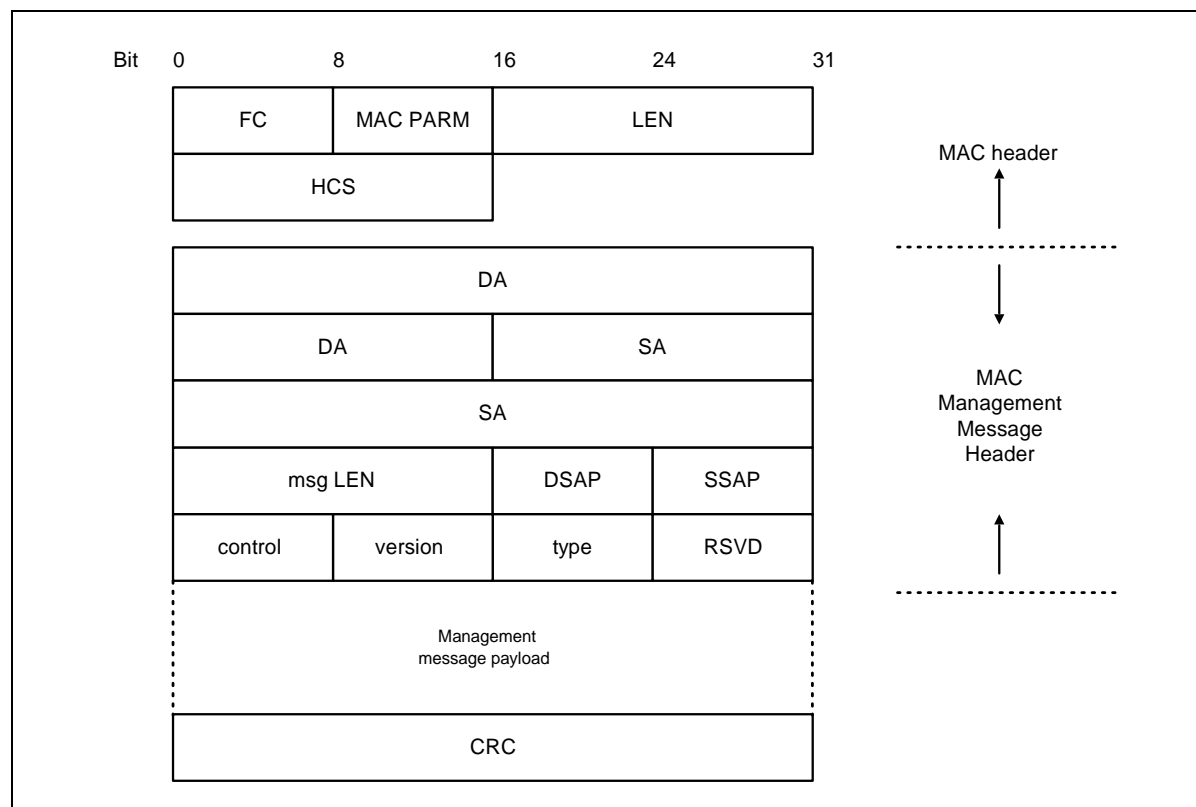 Bit 0 8 16 24 31
FC MAC PARM LEN
MAC header
HCS
DA
DA SA
SA
MAC
Management
Message
Header
msg LEN DSAP SSAP
control version type RSVD
Management
message payload
CRC